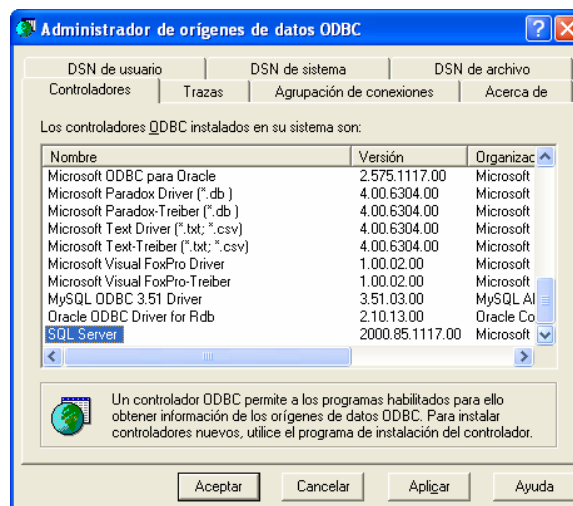 Administrador de orígenes de datos ODBC
DSN de usuario DSN de sistema DSN de archivo
Controladores Trazas Agrupación de conexiones Acerca de
Los controladores ODBC instalados en su sistema son:
Nombre Versión Organizac
Microsoft ODBC para Oracle 2.575.1117.00 Microsoft
Microsoft Paradox Driver (*.db ) 4.00.6304.00 Microsoft
Microsoft Paradox-Treiber (*.db ) 4.00.6304.00 Microsoft
Microsoft Text Driver (*.txt; *.csv) 4.00.6304.00 Microsoft
Microsoft Text-Treiber (*.txt; *.csv) 4.00.6304.00 Microsoft
Microsoft Visual FoxPro Driver 1.00.02.00 Microsoft
Microsoft Visual FoxPro-Treiber 1.00.02.00 Microsoft
MySQL ODBC 3.51 Driver 3.51.03.00 MySQL Al
Oracle ODBC Driver for Rdb 2.10.13.00 Oracle Co
SQL Server 2000.85.1117.00 Microsoft
Un controlador ODBC permite a los programas habilitados para ello
obtener información de los orígenes de datos ODBC. Para instalar
controladores nuevos, utilice el programa de instalación del controlador.
Aceptar Cancelar Aplicar Ayuda